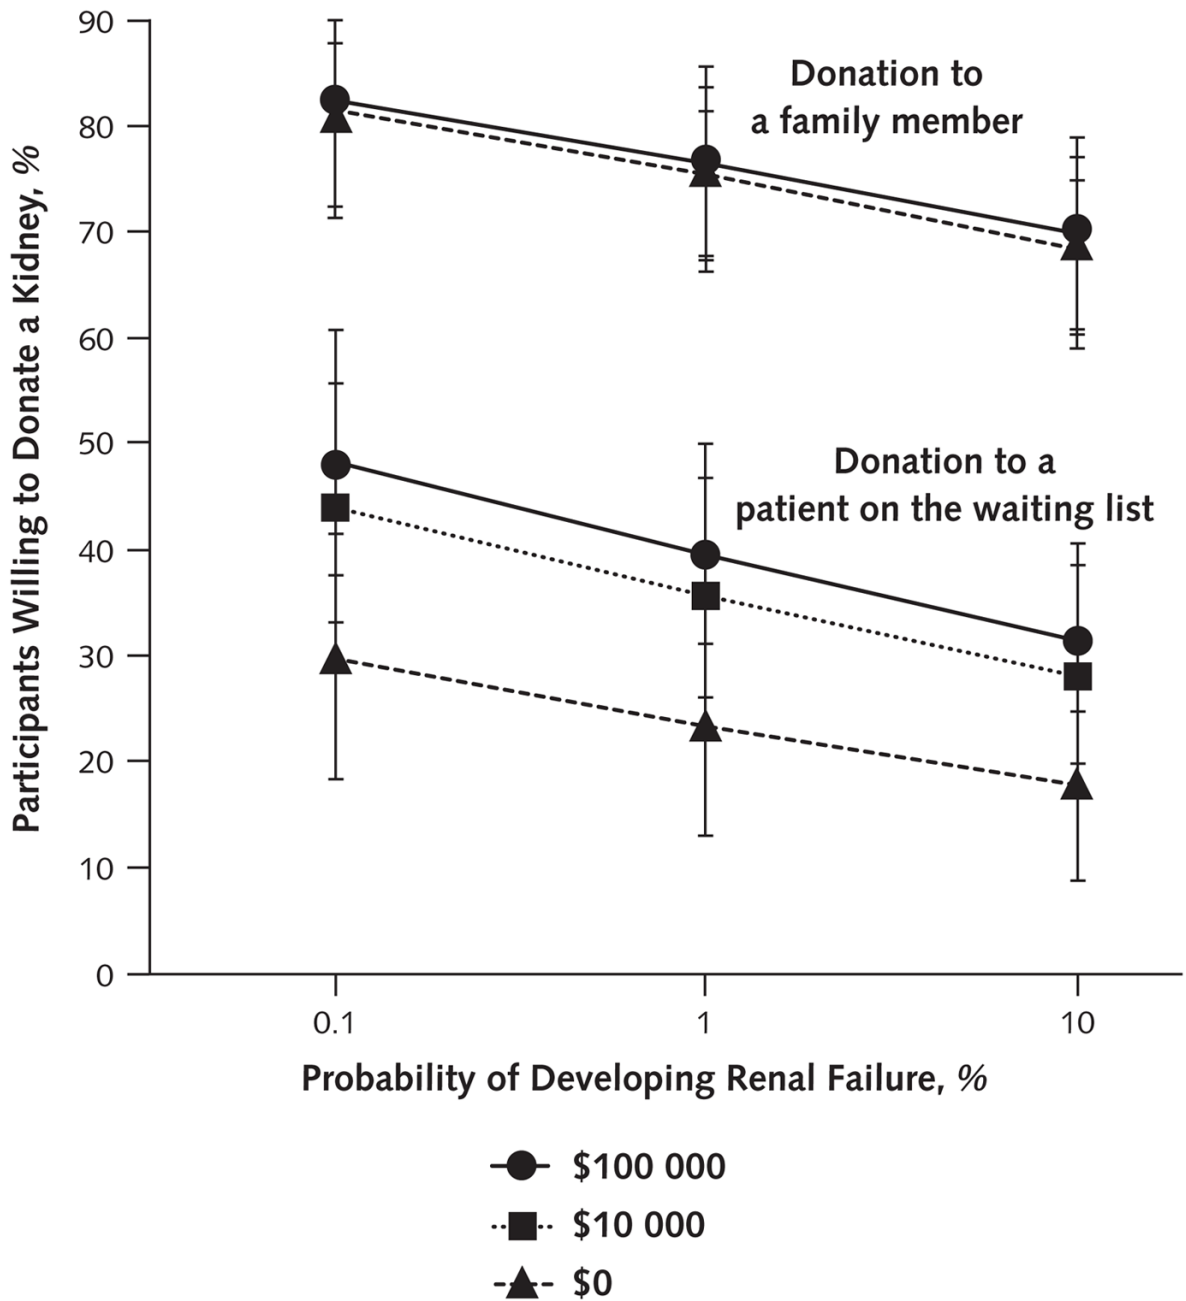 Participants Willing to Donate a Kidney, %
90
80
70
60
50
40
30
20
10
0
Donation to
a family member
Donation to a
patient on the waiting list
0.1
1
10
Probability of Developing Renal Failure, %
$100 000
$10 000
$0